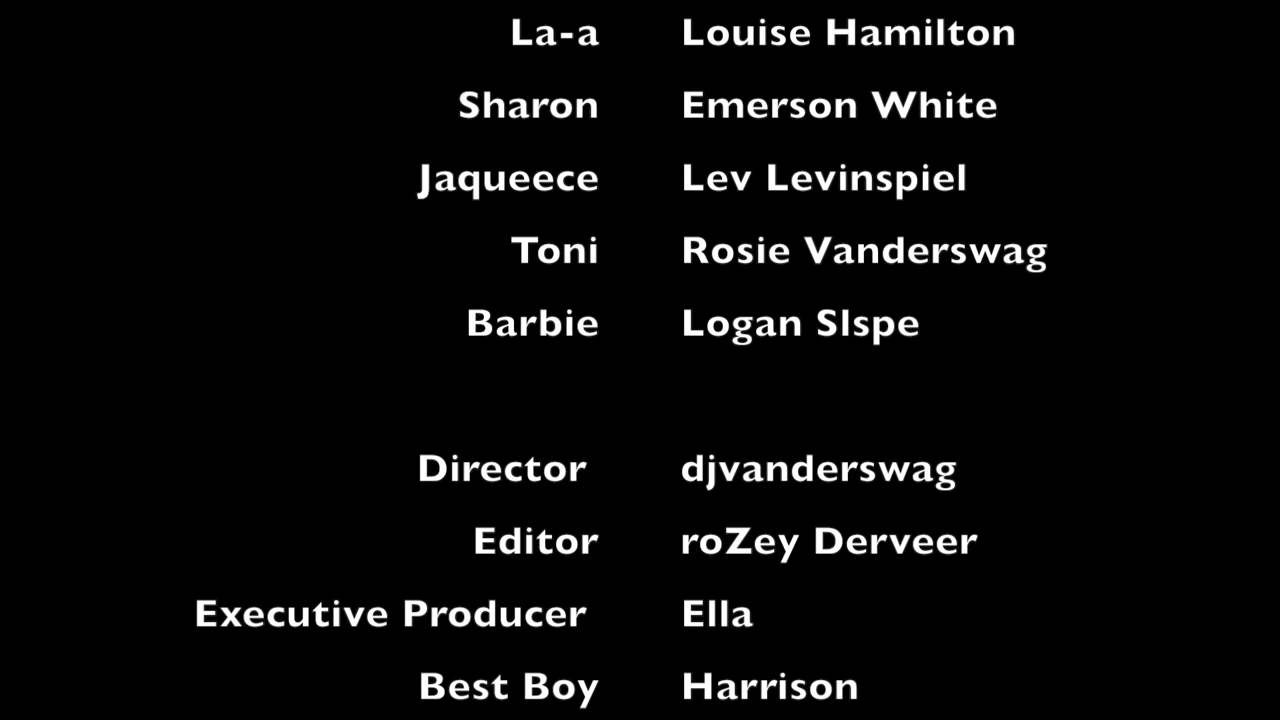 La-a Louise Hamilton
Sharon Emerson White
Jaqueece Lev Levinspiel
Toni Rosie Vanderswag
Barbie Logan Slspe
Director djvanderswag
Editor roZey Derveer
Executive Producer Ella
Best Boy Harrison